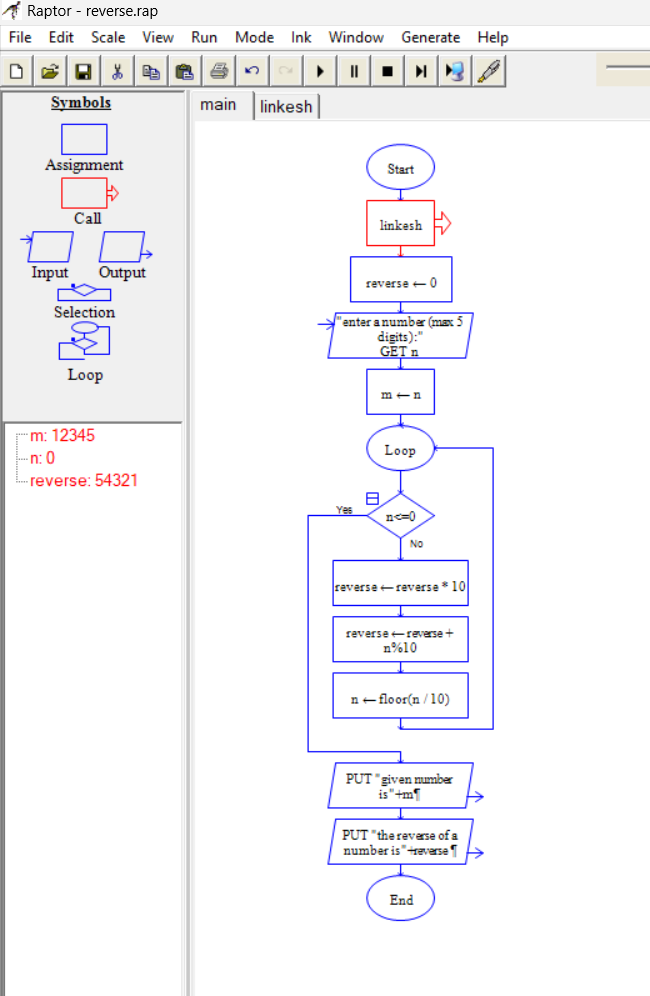 Raptor - reverse.rap
File Edit Scale View Run Mode Ink Window Generate Help
Symbols
Assignment
Call
Input Output
Selection
Loop
m: 12345
n: 0
reverse: 54321
main linkesh
Start
linkesh
reverse ← 0
"enter a number (max 5
digits):"
GET n
m ← n
Loop
Yes
n<=0
No
reverse ← reverse * 10
reverse ← reverse +
n%10
n ← floor(n / 10)
PUT "given number
is"+m¶
PUT "the reverse of a
number is"+reverse¶
End